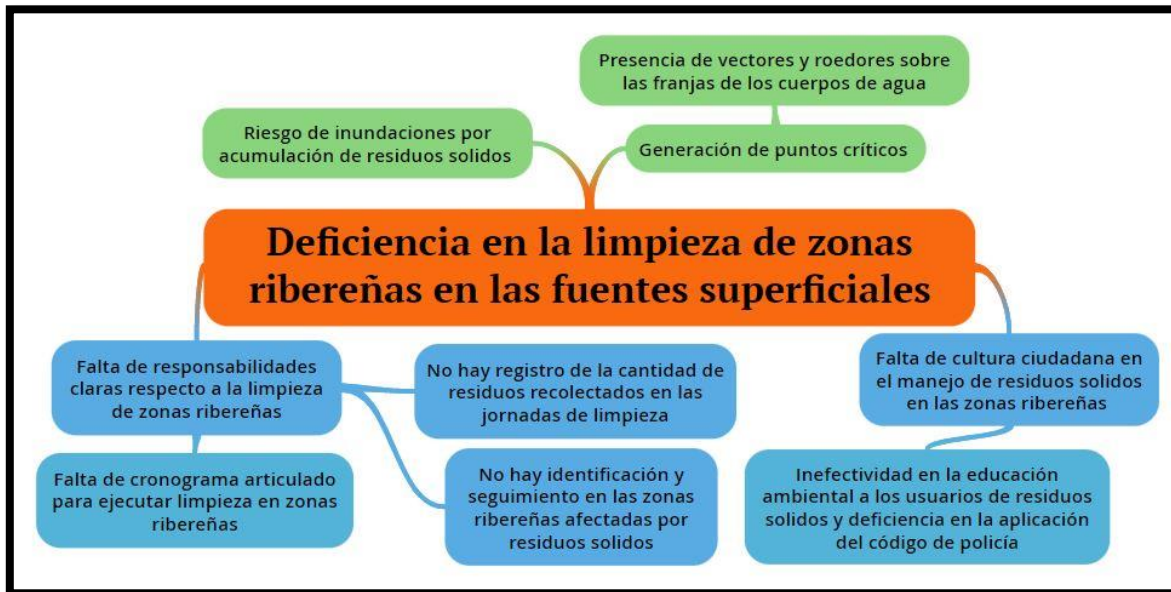 Presencia de vectores y roedores sobre
las franjas de los cuerpos de agua
Riesgo de inundaciones por
acumulación de residuos solidos
Generación de puntos críticos
Deficiencia en la limpieza de zonas
ribereñas en las fuentes superficiales
Falta de responsabilidades
claras respecto a la limpieza
de zonas ribereñas
No hay registro de la cantidad de
residuos recolectados en las
jornadas de limpieza
Falta de cultura ciudadana en
el manejo de residuos solidos
en las zonas ribereñas
Falta de cronograma articulado
para ejecutar limpieza en zonas
ribereñas
No hay identificación y
seguimiento en las zonas
ribereñas afectadas por
residuos solidos
Inefectividad en la educación
ambiental a los usuarios de residuos
solidos y deficiencia en la aplicación
del código de policía